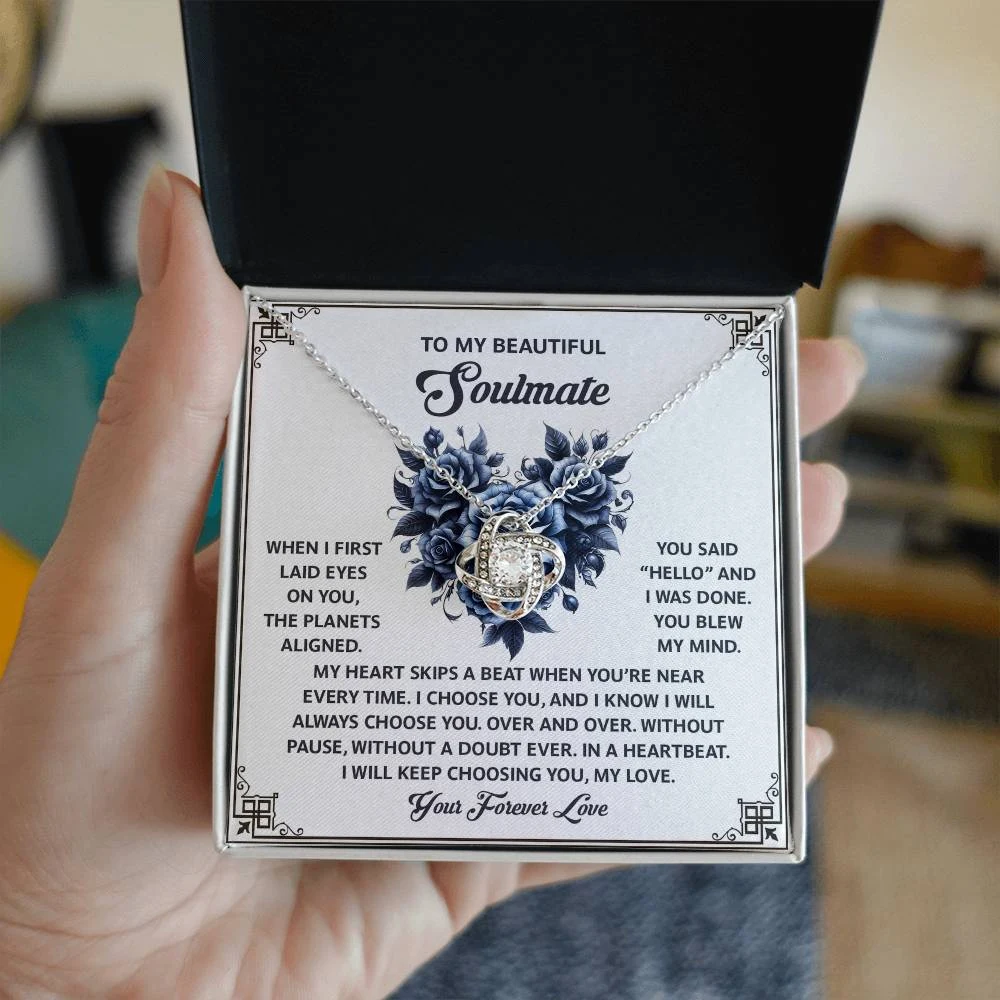 TO MY BEAUTIFUL
Soulmate
WHEN I FIRST
LAID EYES
ON YOU,
THE PLANETS
ALIGNED.
YOU SAID
“HELLO” AND
I WAS DONE.
YOU BLEW
MY MIND.
MY HEART SKIPS A BEAT WHEN YOU’RE NEAR
EVERY TIME. I CHOOSE YOU, AND I KNOW I WILL
ALWAYS CHOOSE YOU. OVER AND OVER. WITHOUT
PAUSE, WITHOUT A DOUBT EVER. IN A HEARTBEAT.
I WILL KEEP CHOOSING YOU, MY LOVE.
Your Forever Love